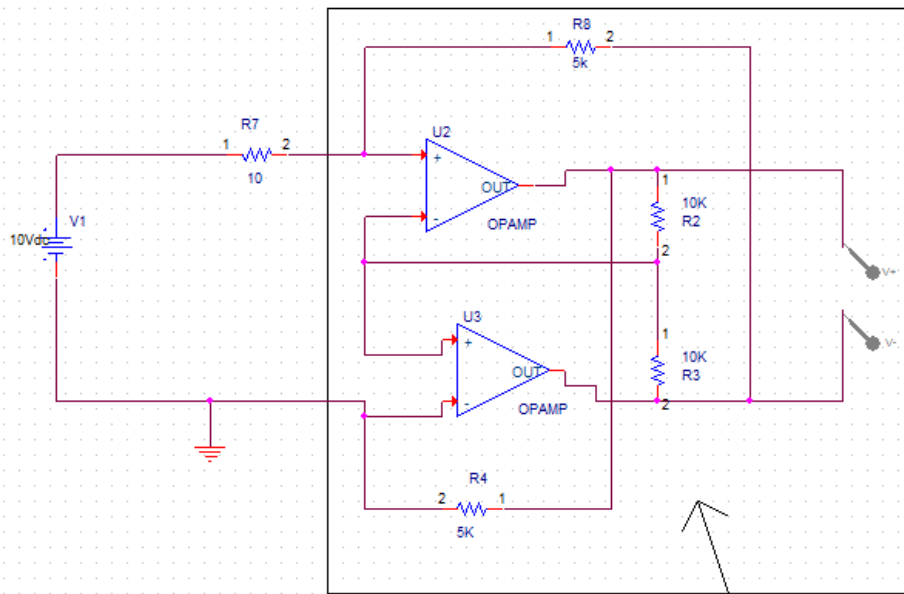 R8
1 2
5k
R7
1 2
10
U2
+
-
OUT
OPAMP
1
10K
R2
2
V1
10Vdc
V+
U3
+
-
OUT
OPAMP
1
10K
R3
2
V-
R4
2 1
5K